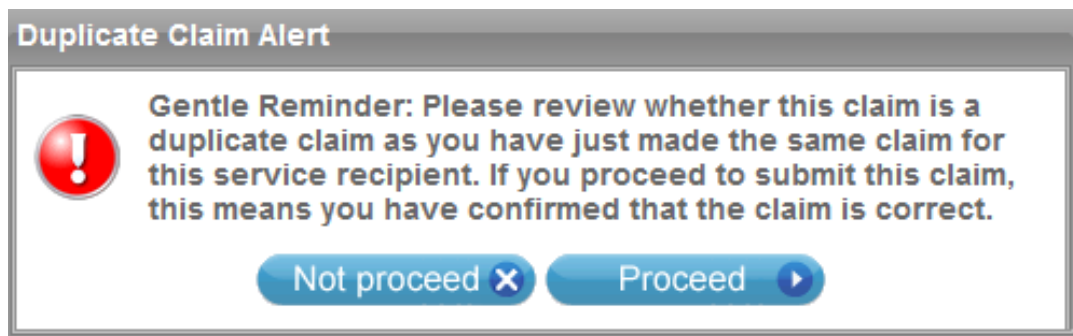 Duplicate Claim Alert
Gentle Reminder: Please review whether this claim is a
duplicate claim as you have just made the same claim for
this service recipient. If you proceed to submit this claim,
this means you have confirmed that the claim is correct.
Not proceed Proceed